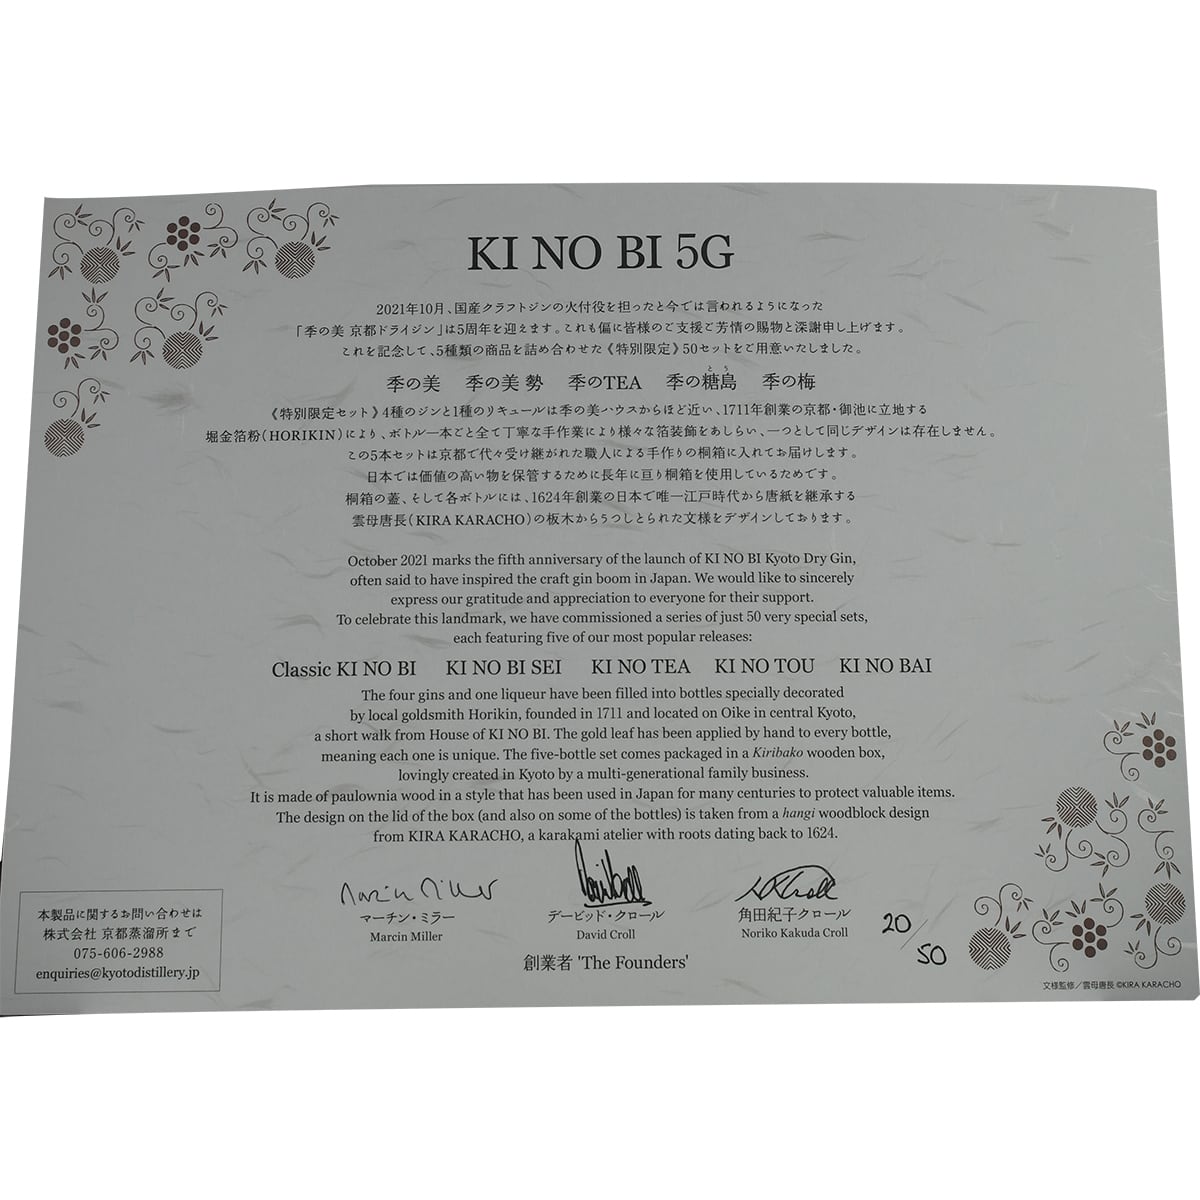 KI NO BI 5G
2021年10月、国産クラフトジンの火付役を担ったと今では言われるようになった
「季の美 京都ドライジン」は5周年を迎えます。これも偏に皆様のご支援ご芳情の賜物と深謝申し上げます。
これを記念して、5種類の商品を詰め合わせた《特別限定》50セットをご用意いたしました。
季の美 季の美 勢 季のTEA 季の糖島 季の梅
とう
《特別限定セット》4種のジンと1種のリキュールは季の美ハウスからほど近い、1711年創業の京都・御池に立地する
堀金箔粉(HORIKIN)により、ボトル一本ごと全て丁寧な手作業により様々な箔装飾をあしらい、一つとして同じデザインは存在しません。
この5本セットは京都で代々受け継がれた職人による手作りの桐箱に入れてお届けします。
日本では価値の高い物を保管するために長年に亘り桐箱を使用しているためです。
桐箱の蓋、そして各ボトルには、1624年創業の日本で唯一江戸時代から唐紙を継承する
雲母唐長(KIRA KARACHO)の板木からうつしとられた文様をデザインしております。
October 2021 marks the fifth anniversary of the launch of KI NO BI Kyoto Dry Gin,
often said to have inspired the craft gin boom in Japan. We would like to sincerely
express our gratitude and appreciation to everyone for their support.
To celebrate this landmark, we have commissioned a series of just 50 very special sets,
each featuring five of our most popular releases:
Classic KI NO BI KI NO BI SEI KI NO TEA KI NO TOU KI NO BAI
The four gins and one liqueur have been filled into bottles specially decorated
by local goldsmith Horikin, founded in 1711 and located on Oike in central Kyoto,
a short walk from House of KI NO BI. The gold leaf has been applied by hand to every bottle,
meaning each one is unique. The five-bottle set comes packaged in a Kiribako wooden box,
lovingly created in Kyoto by a multi-generational family business.
It is made of paulownia wood in a style that has been used in Japan for many centuries to protect valuable items.
The design on the lid of the box (and also on some of the bottles) is taken from a hangi woodblock design
from KIRA KARACHO, a karakami atelier with roots dating back to 1624.
Marcin Miller
マーチン・ミラー
Marcin Miller
デービッド・クロール
David Croll
角田紀子クロール
Noriko Kakuda Croll
創業者 'The Founders'
20/50
本製品に関するお問い合わせは
株式会社 京都蒸溜所まで
075-606-2988
enquiries@kyotodistillery.jp
文様監修／雲母唐長 ©KIRA KARACHO